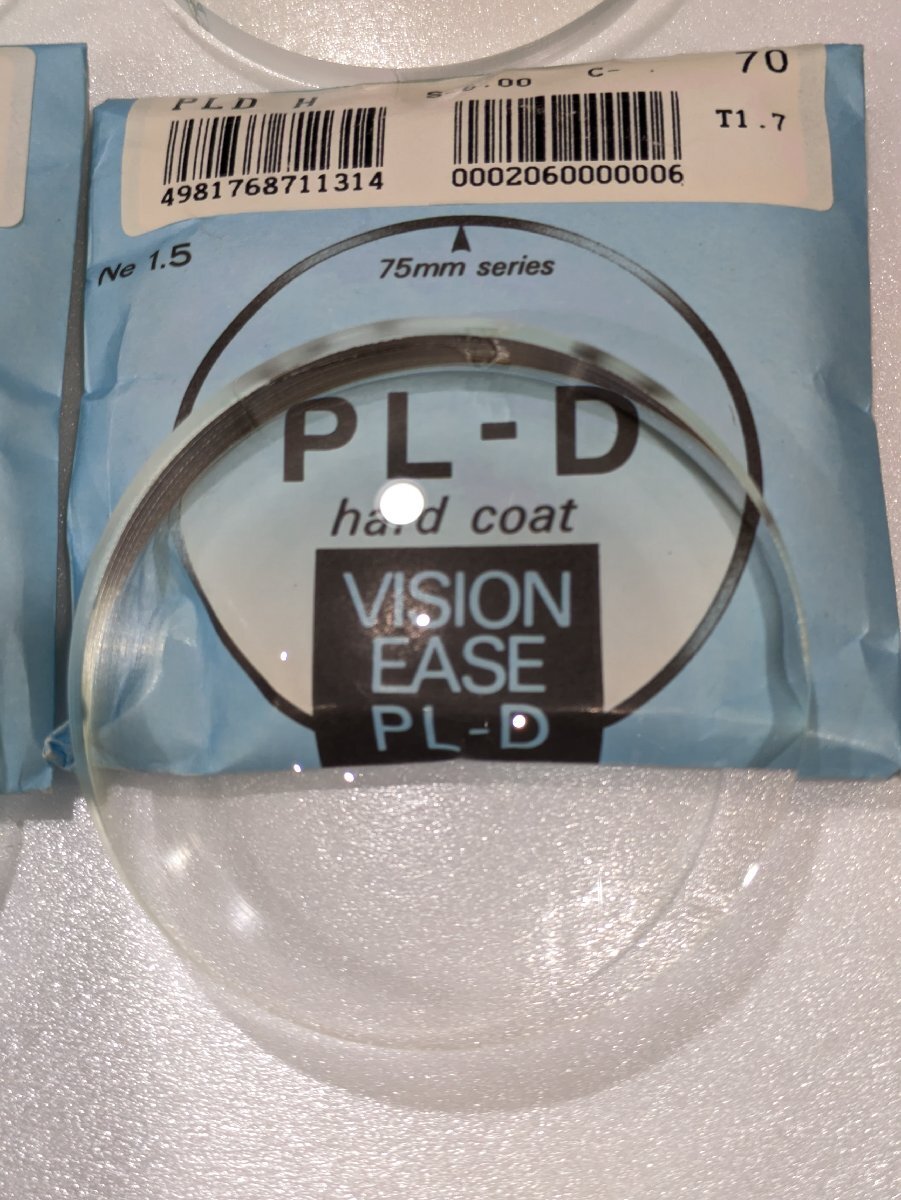 70
PLD H
C-
T1.7
4981768711314
0002060000006
Ne 1.5
75mm series
PL-D
hard coat
VISION
EASE
PL-D